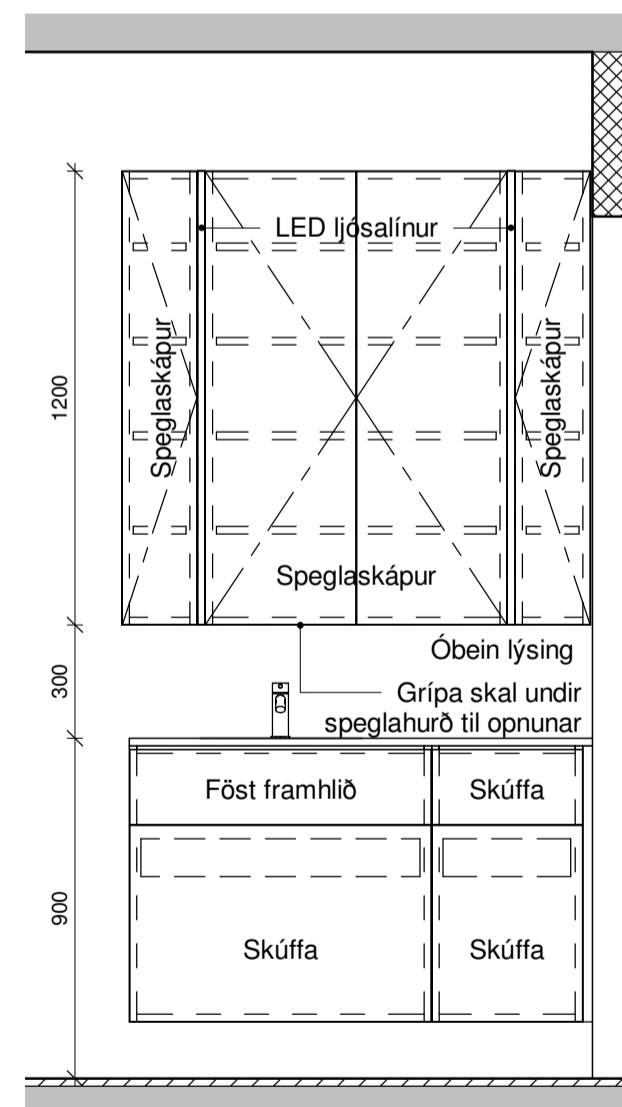 LED ljósalínur
Speglaskápur
Speglaskápur
1200
Speglaskápur
Óbein lýsing
300
Grípa skal undir
speglahurð til opnunar
Föst framhlið
Skúffa
900
Skúffa
Skúffa